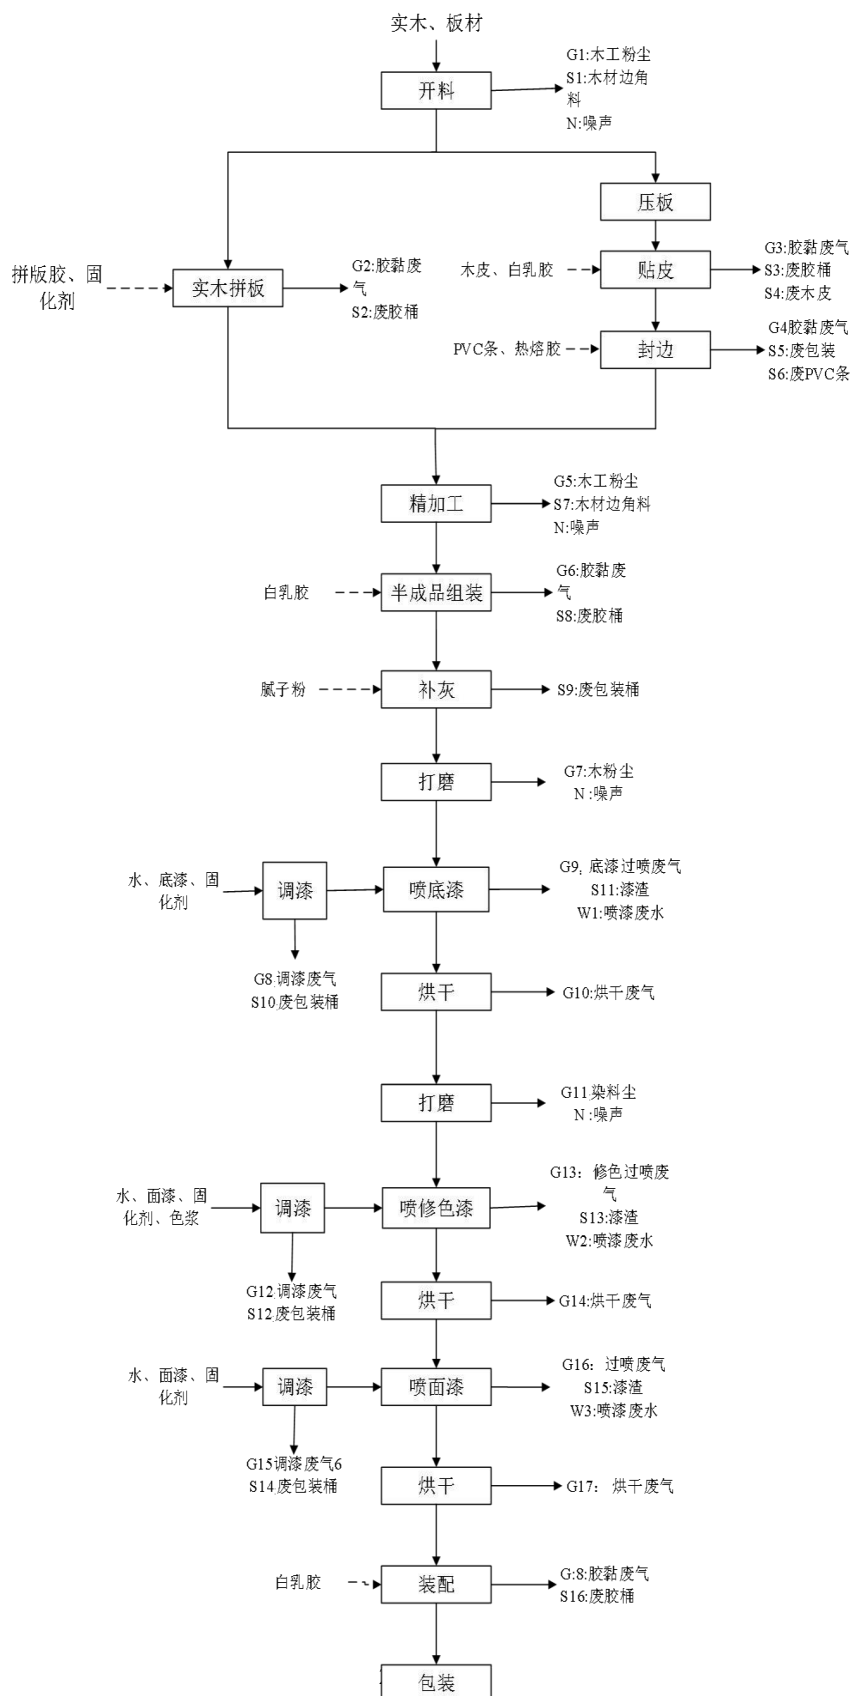 实木、板材
开料
G1:木工粉尘
S1:木材边角
料
N:噪声
压板
拼版胶、固
化剂
实木拼板
G2:胶黏废
气
S2:废胶桶
木皮、白乳胶
贴皮
G3:胶黏废气
S3:废胶桶
S4:废木皮
PVC条、热熔胶
封边
G4胶黏废气
S5:废包装
S6:废PVC条
精加工
G5:木工粉尘
S7:木材边角料
N:噪声
白乳胶
半成品组装
G6:胶黏废
气
S8:废胶桶
腻子粉
补灰
S9:废包装桶
打磨
G7:木粉尘
N :噪声
水、底漆、固
化剂
调漆
喷底漆
G9, 底漆过喷废气
S11:漆渣
W1:喷漆废水
G8.调漆废气
S10.废包装桶
烘干
G10:烘干废气
打磨
G11染料尘
N :噪声
水、面漆、固
化剂、色浆
调漆
喷修色漆
G13：修色过喷废
气
S13:漆渣
W2:喷漆废水
G12.调漆废气
S12.废包装桶
烘干
G14:烘干废气
水、面漆、固
化剂
调漆
喷面漆
G16：过喷废气
S15:漆渣
W3:喷漆废水
G15调漆废气6
S14.废包装桶
烘干
G17： 烘干废气
白乳胶
装配
G:8:胶黏废气
S16:废胶桶
包装